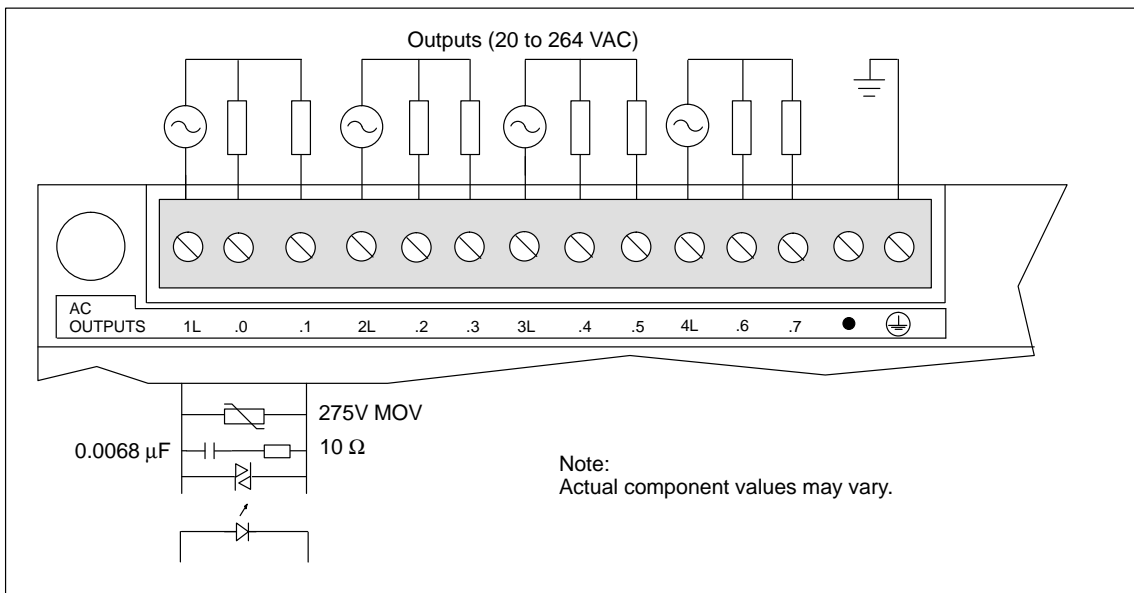 Outputs (20 to 264 VAC)
AC
OUTPUTS 1L .0 .1 2L .2 .3 3L .4 .5 4L .6 .7
275V MOV
0.0068 μF 10 Ω
Note:
Actual component values may vary.